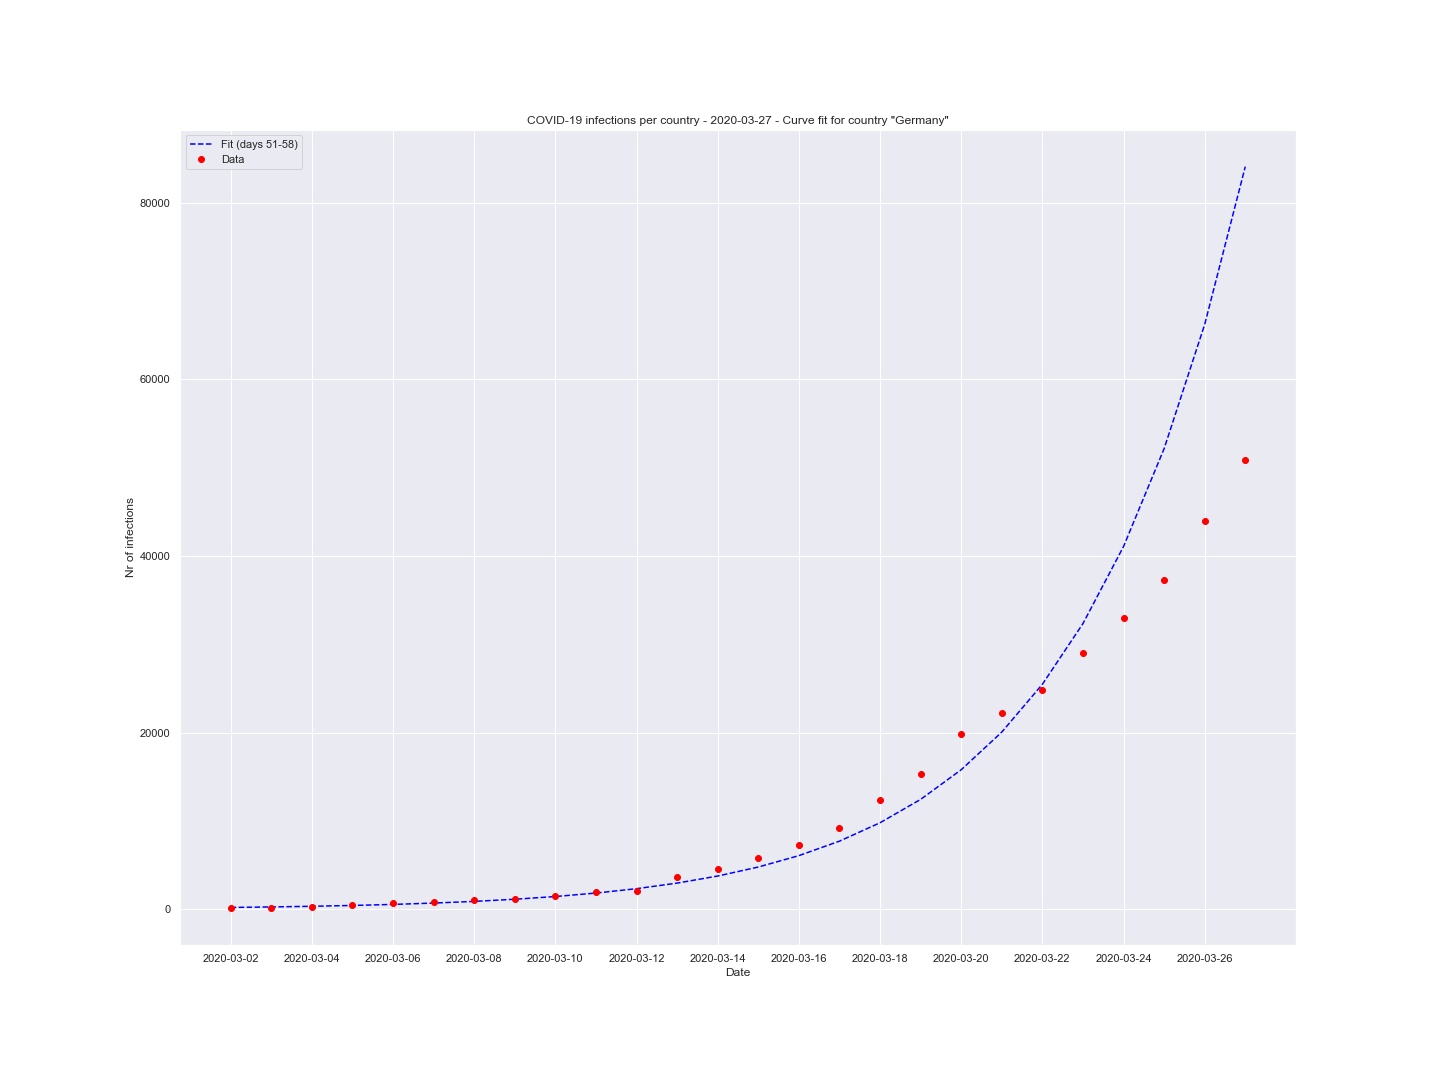 COVID-19 infections per country - 2020-03-27 - Curve fit for country "Germany"
Fit (days 51-58)
Data
80000
60000
40000
20000
0
Nr of infections
2020-03-02 2020-03-04 2020-03-06 2020-03-08 2020-03-10 2020-03-12 2020-03-14 2020-03-16 2020-03-18 2020-03-20 2020-03-22 2020-03-24 2020-03-26
Date